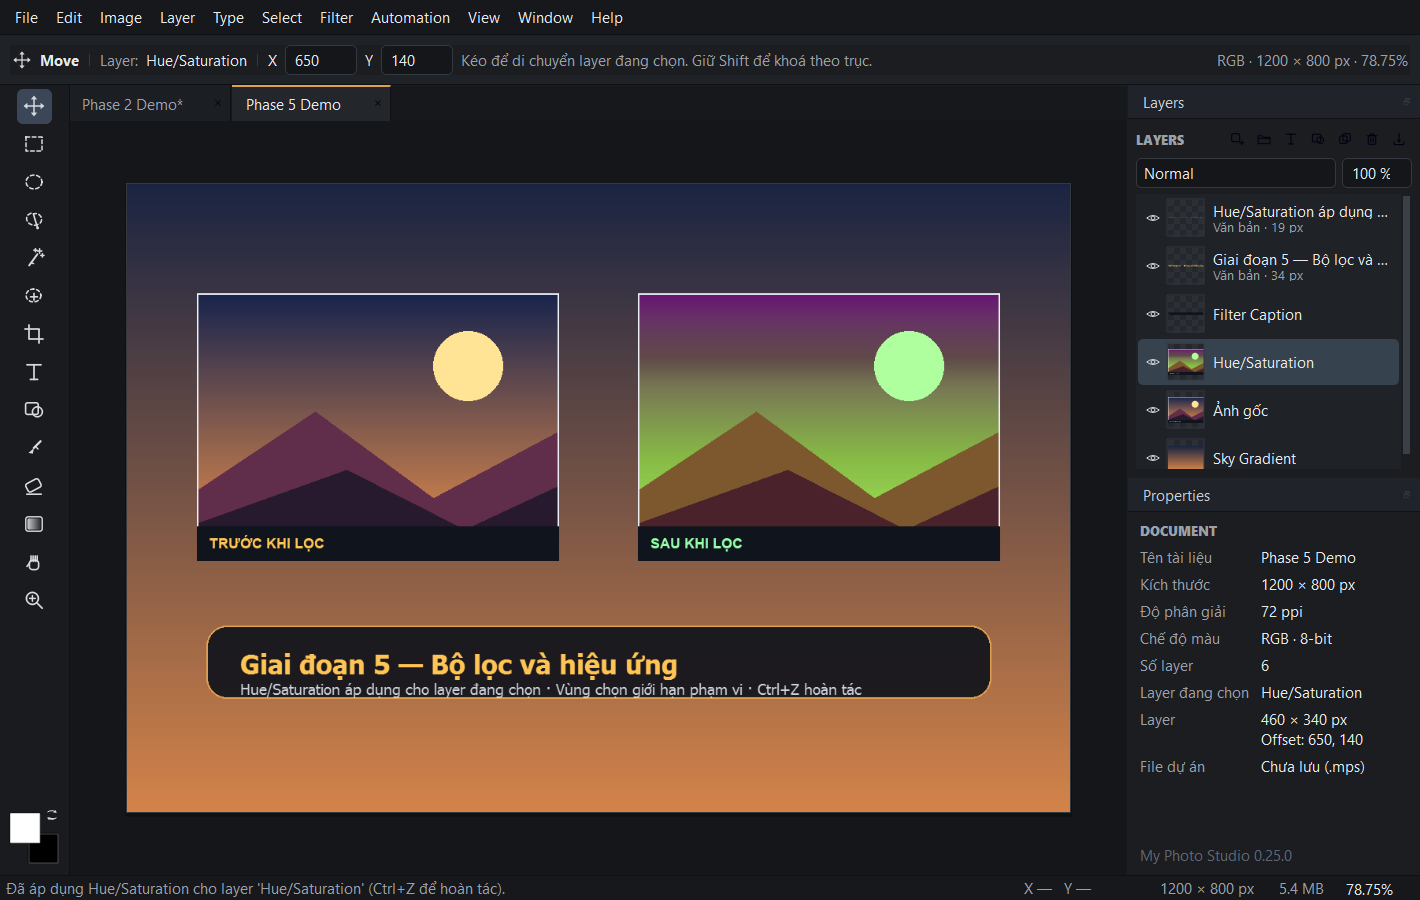 File Edit Image Layer Type Select Filter Automation View Window Help
Move Layer: Hue/Saturation X 650 Y 140 Kéo để di chuyển layer đang chọn. Giữ Shift để khoá theo trục. RGB · 1200 × 800 px · 78.75%
Phase 2 Demo* × Phase 5 Demo ×
Layers
LAYERS
Normal 100 %
Hue/Saturation áp dụng ...
Văn bản · 19 px
Giai đoạn 5 — Bộ lọc và ...
Văn bản · 34 px
Filter Caption
Hue/Saturation
Ảnh gốc
Sky Gradient
TRƯỚC KHI LỌC
SAU KHI LỌC
Giai đoạn 5 — Bộ lọc và hiệu ứng
Hue/Saturation áp dụng cho layer đang chọn · Vùng chọn giới hạn phạm vi · Ctrl+Z hoàn tác
Properties
DOCUMENT
Tên tài liệu Phase 5 Demo
Kích thước 1200 × 800 px
Độ phân giải 72 ppi
Chế độ màu RGB · 8-bit
Số layer 6
Layer đang chọn Hue/Saturation
Layer 460 × 340 px
Offset: 650, 140
File dự án Chưa lưu (.mps)
My Photo Studio 0.25.0
Đã áp dụng Hue/Saturation cho layer 'Hue/Saturation' (Ctrl+Z để hoàn tác). X — Y — 1200 × 800 px 5.4 MB 78.75%